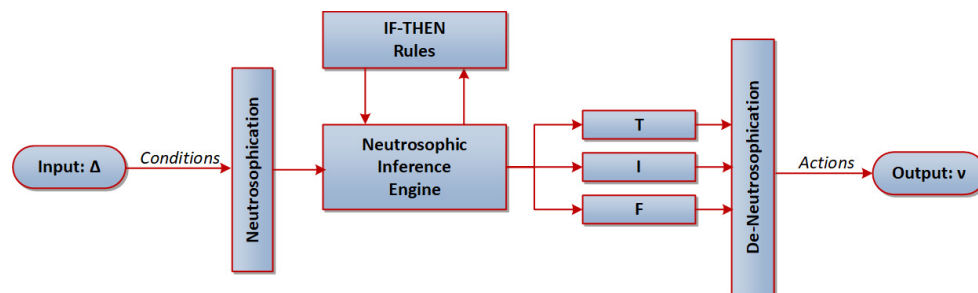 IF-THEN
Rules
Input: Δ
Conditions
Neutrosophication
Neutrosophic
Inference
Engine
T
I
F
De-Neutrosophication
Actions
Output: ν